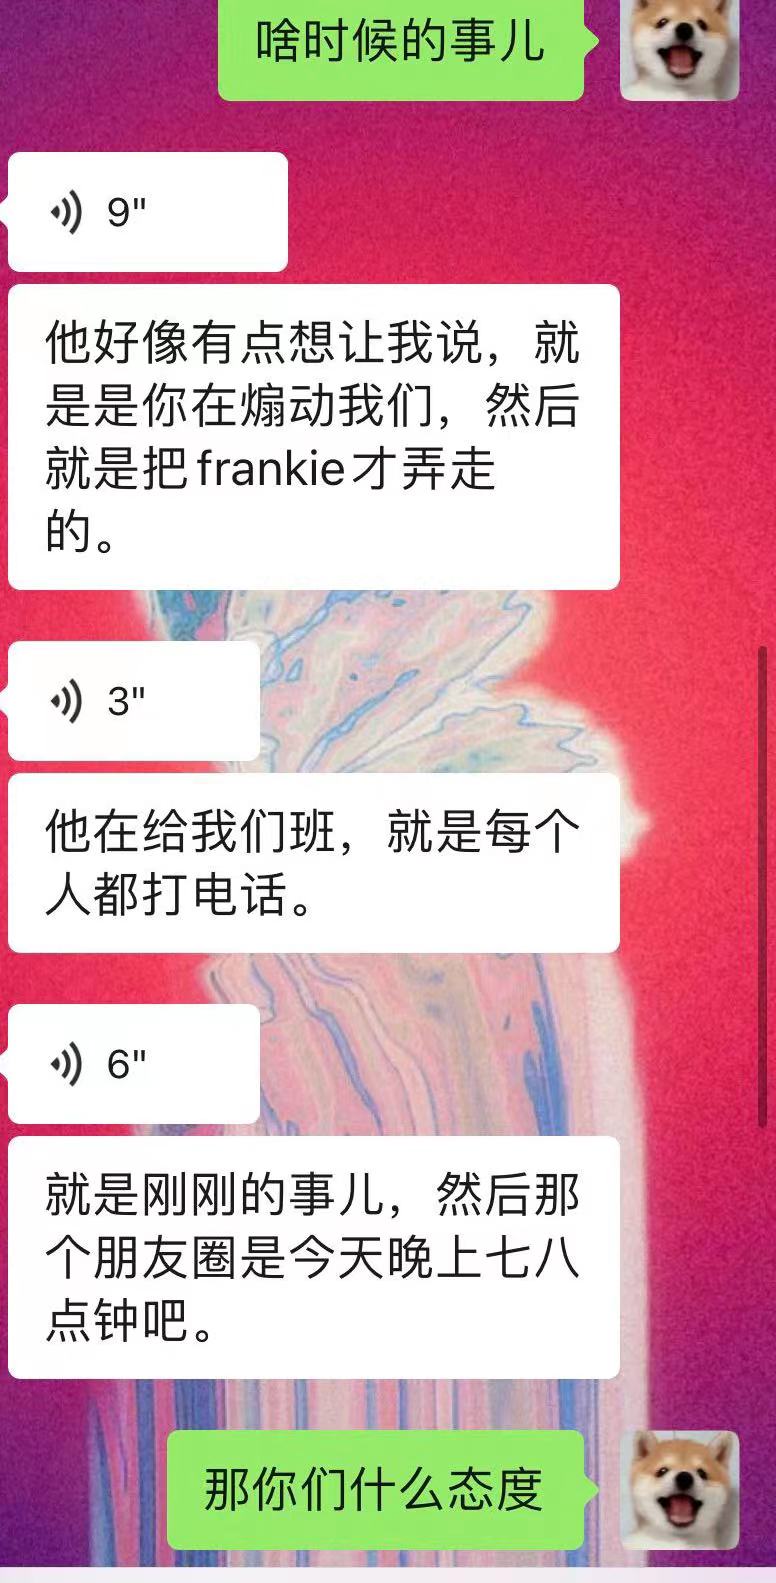 啥时候的事儿
9"
他好像有点想让我说，就
是是你在煽动我们，然后
就是把frankie才弄走
的。
3"
他在给我们班，就是每个
人都打电话。
6"
就是刚刚的事儿，然后那
个朋友圈是今天晚上七八
点钟吧。
那你们什么态度